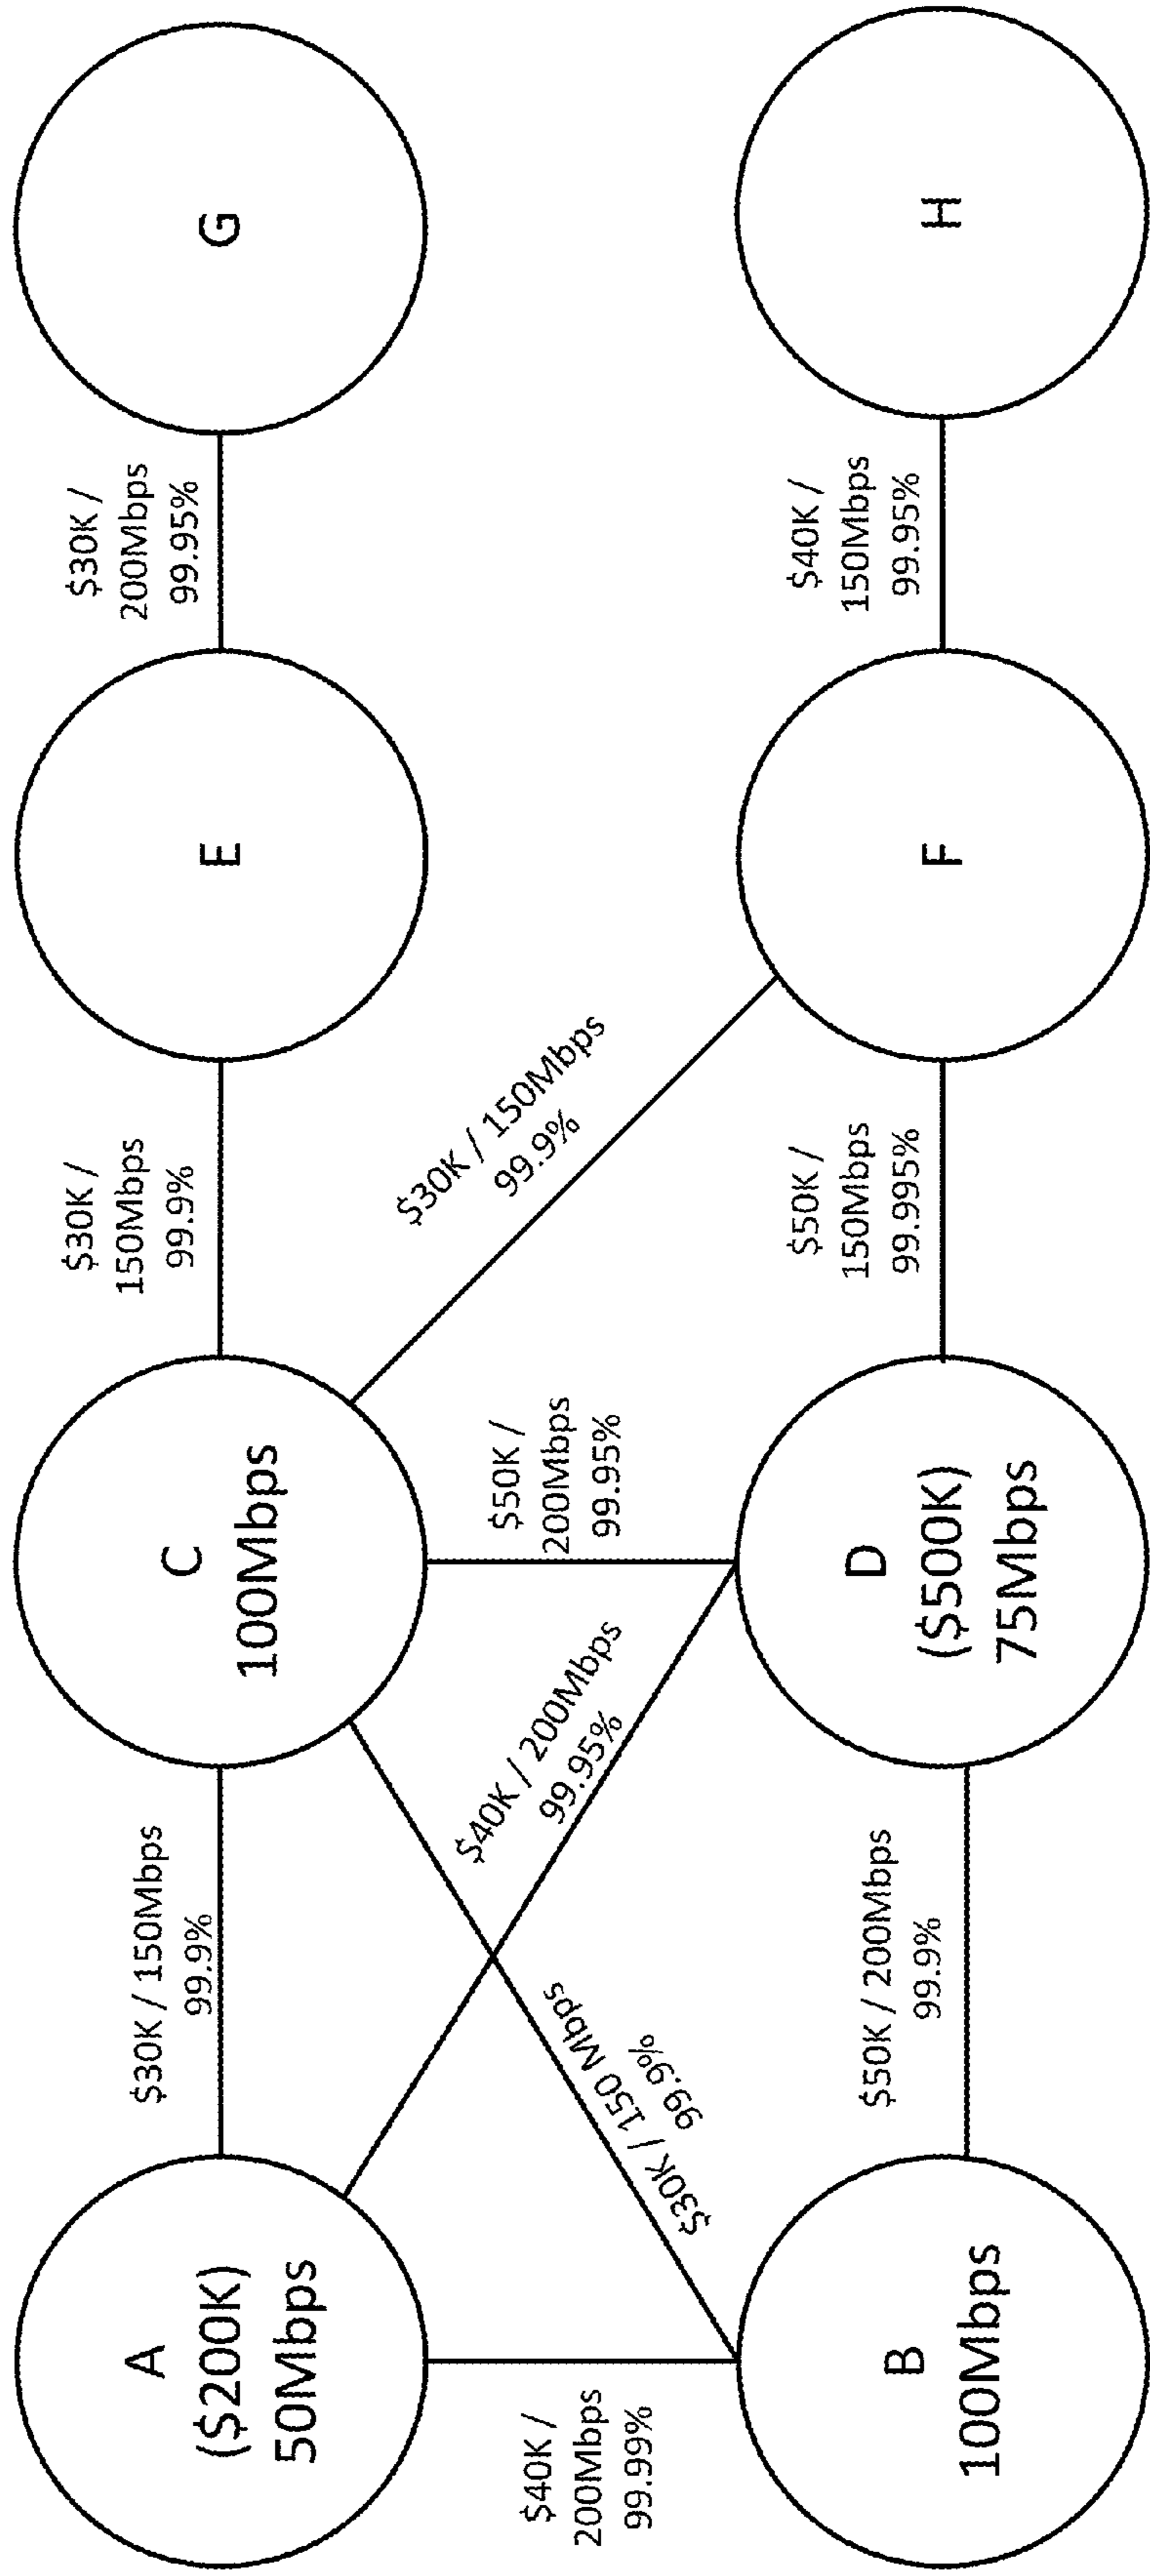 A
($200K)
50Mbps
$30K / 150Mbps
99.9%
C
100Mbps
$30K /
150Mbps
99.9%
E
$30K /
200Mbps
99.95%
G
$40K /
200Mbps
99.99%
$30K / 150 Mbps
99.9%
$40K / 200Mbps
99.95%
$50K /
200Mbps
99.95%
$30K / 150Mbps
99.9%
B
100Mbps
$50K / 200Mbps
99.9%
D
($500K)
75Mbps
$50K /
150Mbps
99.995%
F
$40K /
150Mbps
99.95%
H